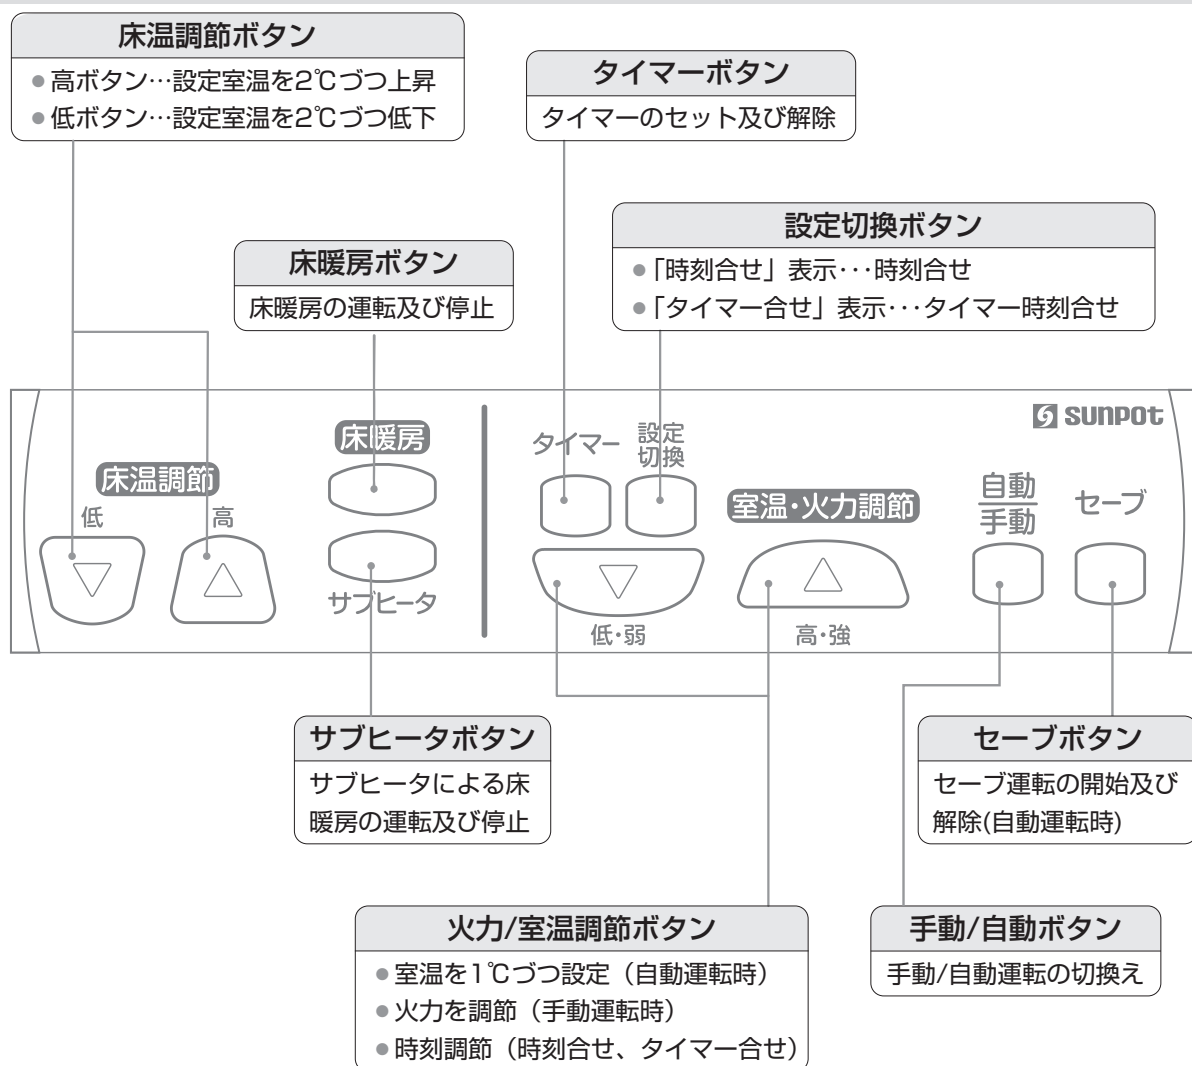 床温調節ボタン
●高ボタン…設定室温を2℃づつ上昇
●低ボタン…設定室温を2℃づつ低下
タイマーボタン
タイマーのセット及び解除
床暖房ボタン
床暖房の運転及び停止
設定切換ボタン
●「時刻合せ」表示･･･時刻合せ
●「タイマー合せ」表示･･･タイマー時刻合せ
sunpot
床温調節
低
高
床暖房
サブヒータ
タイマー
設定
切換
室温･火力調節
低･弱
高･強
自動
手動
セーブ
サブヒータボタン
サブヒータによる床
暖房の運転及び停止
セーブボタン
セーブ運転の開始及び
解除(自動運転時)
火力/室温調節ボタン
●室温を1℃づつ設定（自動運転時）
●火力を調節（手動運転時）
●時刻調節（時刻合せ、タイマー合せ）
手動/自動ボタン
手動/自動運転の切換え